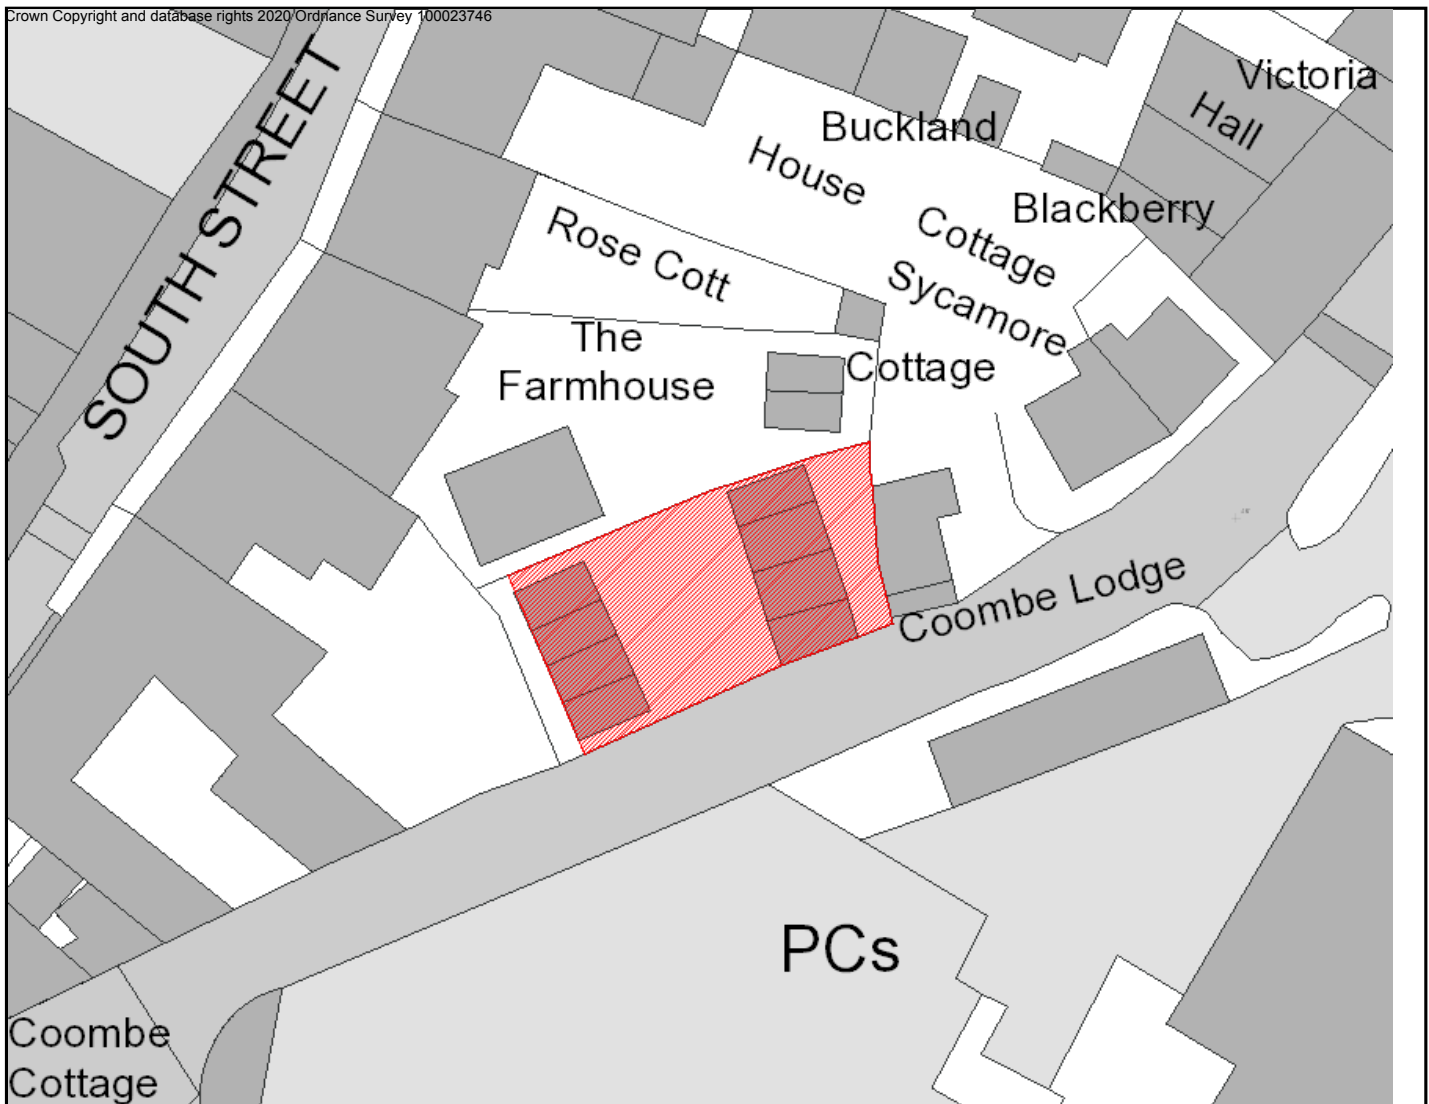 Crown Copyright and database rights 2020 Ordnance Survey 100023746
SOUTH STREET
Victoria
Hall
Buckland
House
Blackberry
Cottage
Rose Cott
Sycamore
Cottage
The
Farmhouse
Coombe Lodge
PCs
Coombe
Cottage